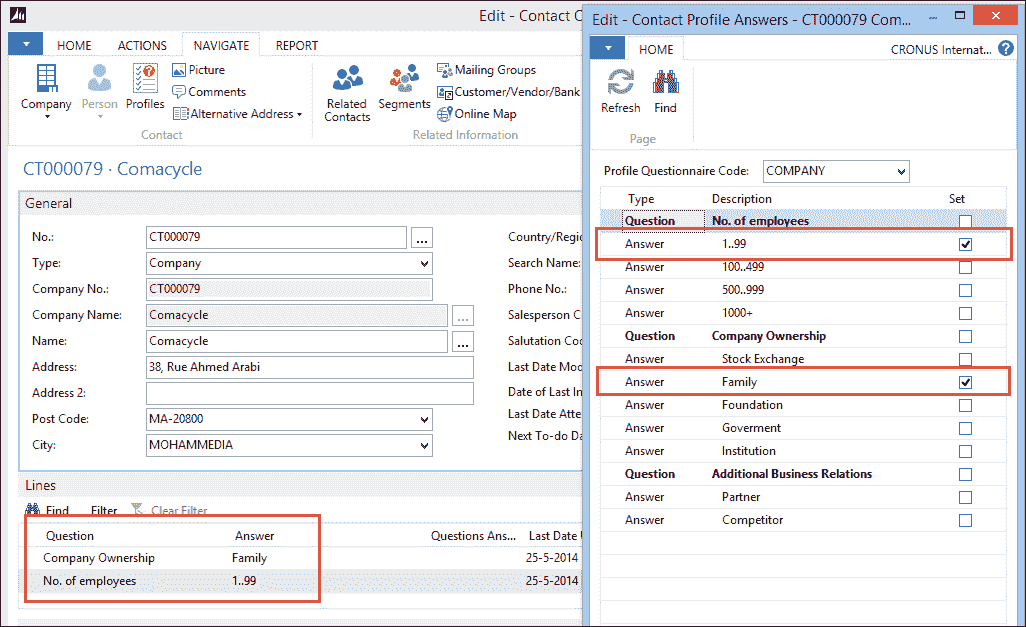 Edit - Contact C
HOME ACTIONS NAVIGATE REPORT
Company
Person
Profiles
Picture
Comments
Alternative Address
Contact
Related Contacts
Segments
Mailing Groups
Customer/Vendor/Bank
Online Map
Related Information
CT000079 · Comacycle
General
No.: CT000079 ...
Type: Company
Company No.: CT000079
Company Name: Comacycle ...
Name: Comacycle ...
Address: 38, Rue Ahmed Arabi
Address 2:
Post Code: MA-20800
City: MOHAMMEDIA
Country/Regio
Search Name:
Phone No.:
Salesperson C
Salutation Cod
Last Date Mod
Date of Last In
Last Date Atte
Next To-do Da
Lines
Find Filter Clear Filter
Question Answer Questions Ans... Last Date U
Company Ownership Family 25-5-2014
No. of employees 1..99 25-5-2014
Edit - Contact Profile Answers - CT000079 Com...
HOME CRONUS Internat... ?
Refresh
Find
Page
Profile Questionnaire Code: COMPANY
Type Description Set
Question No. of employees
Answer 1..99
Answer 100..499
Answer 500..999
Answer 1000+
Question Company Ownership
Answer Stock Exchange
Answer Family
Answer Foundation
Answer Goverment
Answer Institution
Question Additional Business Relations
Answer Partner
Answer Competitor